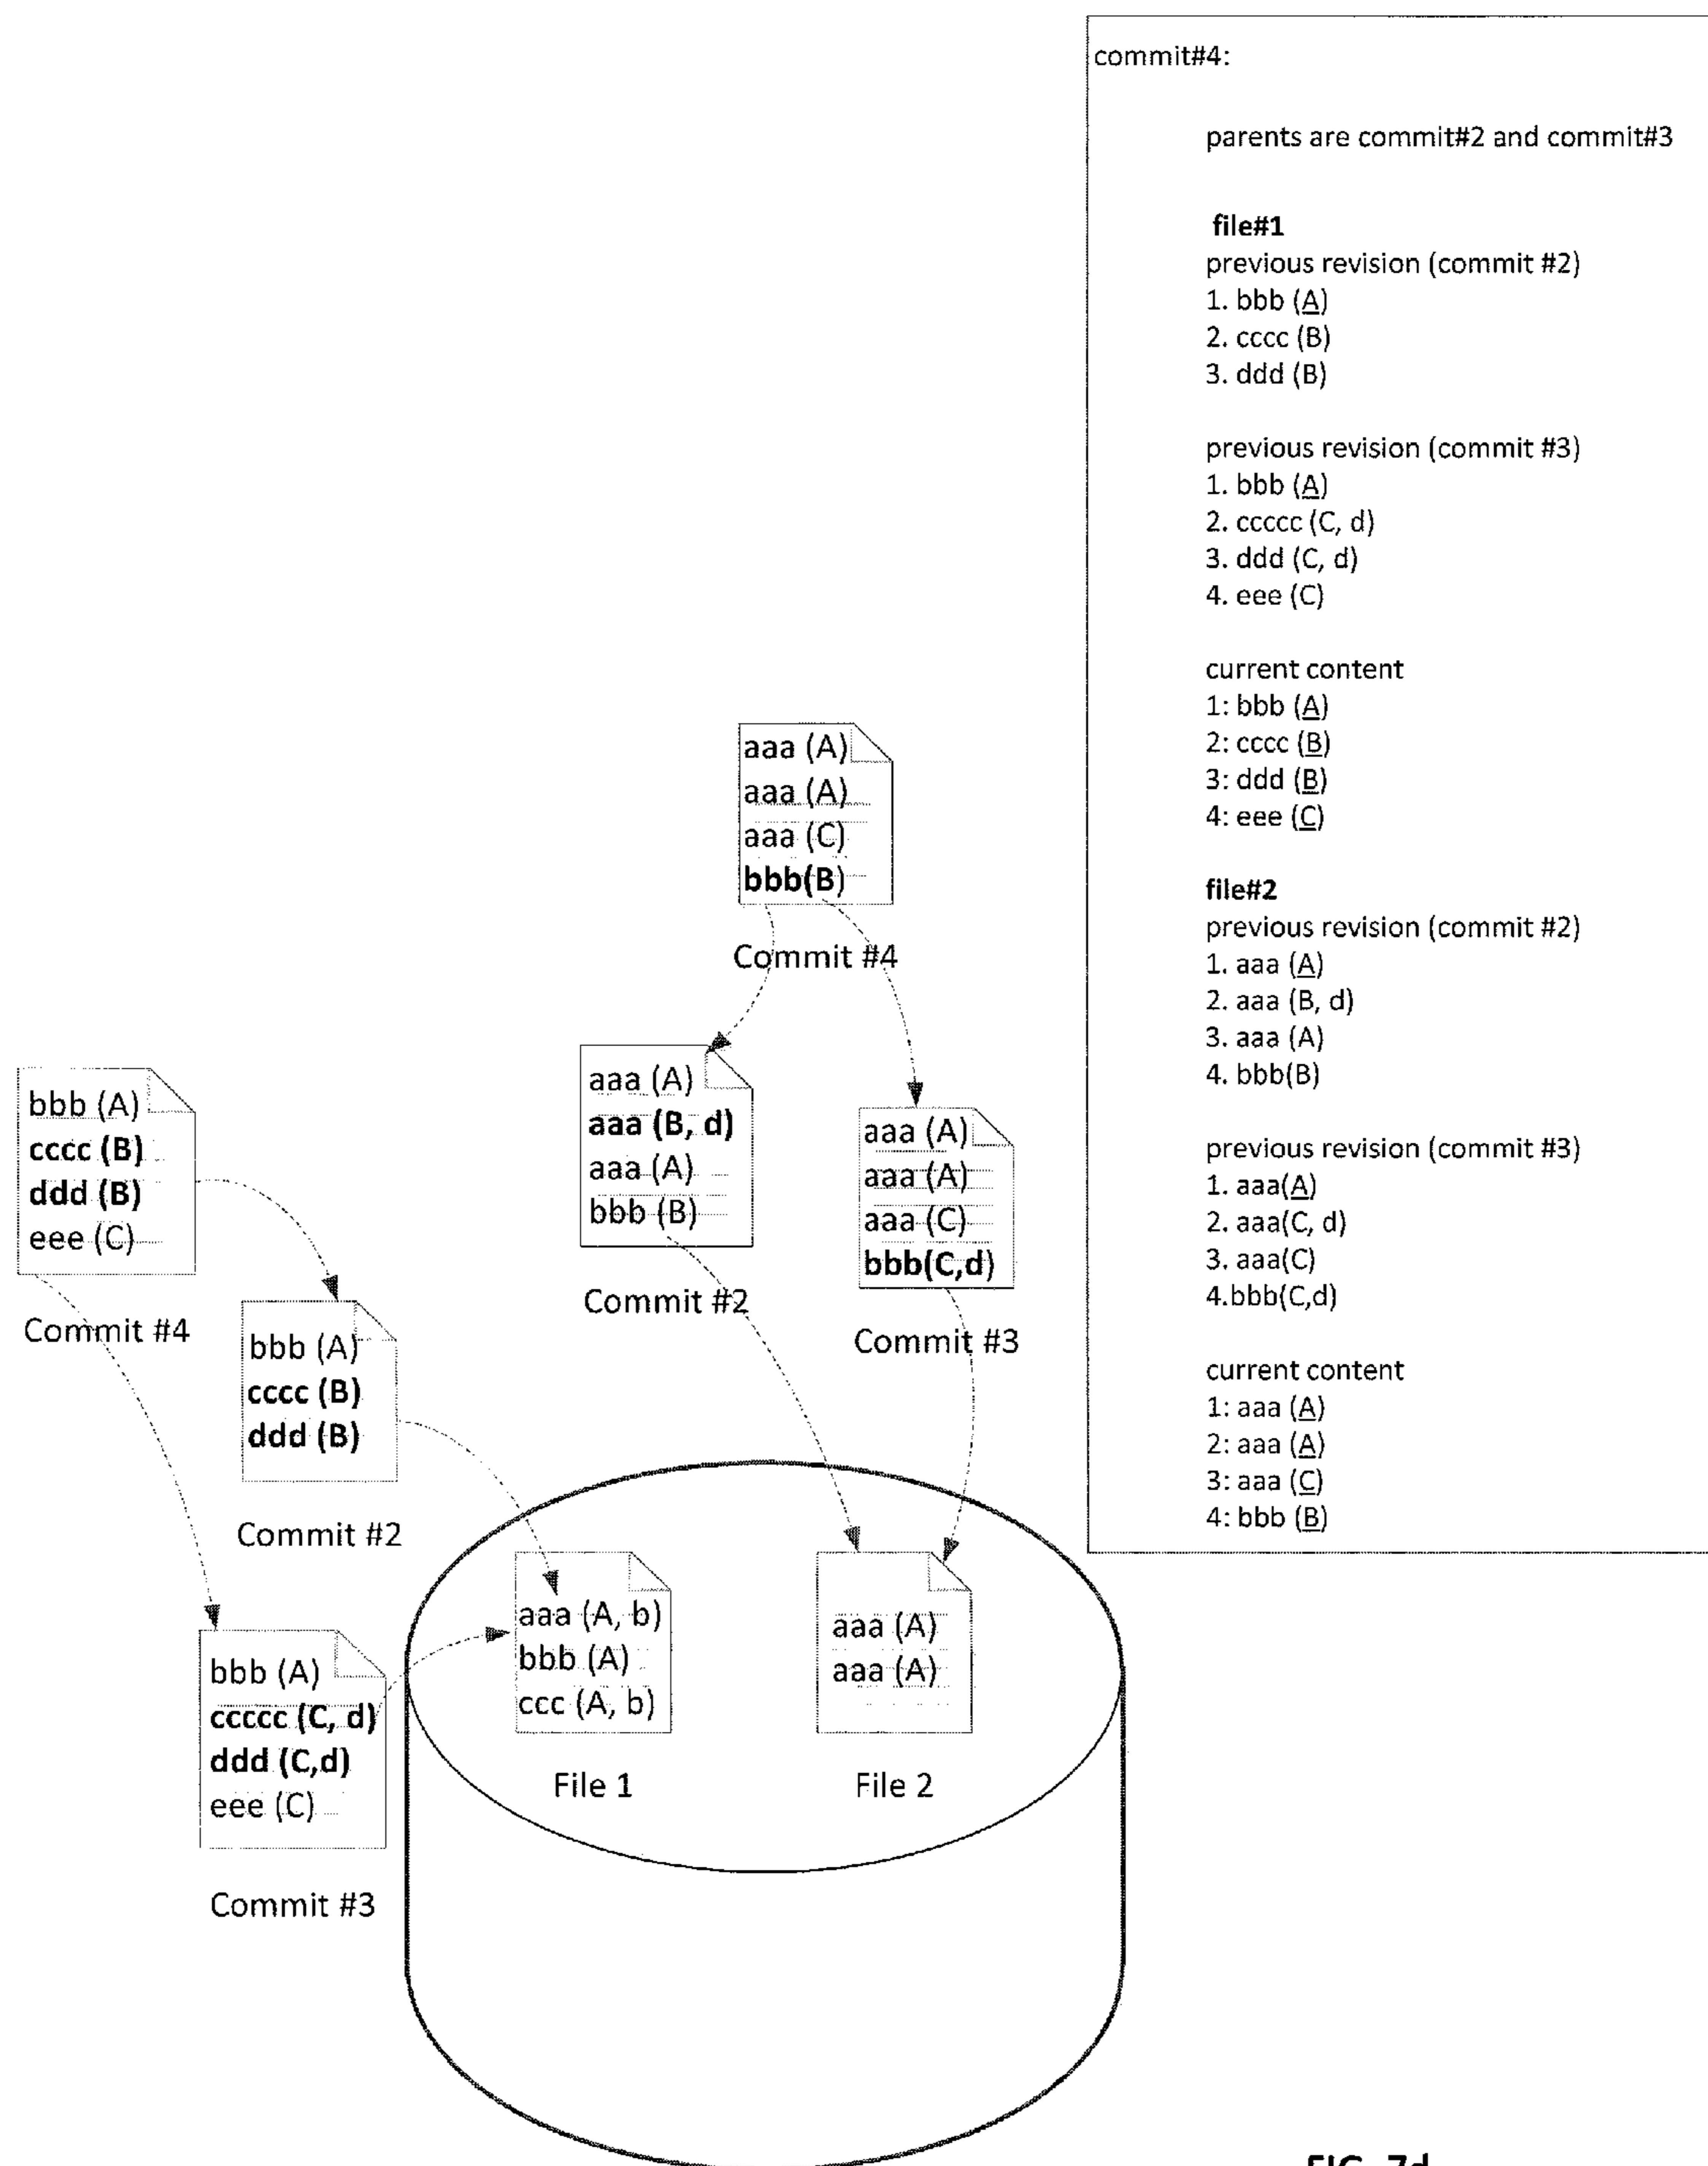 commit#4:
parents are commit#2 and commit#3
file#1
previous revision (commit #2)
1. bbb (A)
2. cccc (B)
3. ddd (B)
previous revision (commit #3)
1. bbb (A)
2. ccccc (C, d)
3. ddd (C, d)
4. eee (C)
current content
1: bbb (A)
2: cccc (B)
3: ddd (B)
4: eee (C)
file#2
previous revision (commit #2)
1. aaa (A)
2. aaa (B, d)
3. aaa (A)
4. bbb(B)
previous revision (commit #3)
1. aaa(A)
2. aaa(C, d)
3. aaa(C)
4.bbb(C,d)
current content
1: aaa (A)
2: aaa (A)
3: aaa (C)
4: bbb (B)
aaa (A)
aaa (A)
aaa (C)
bbb(B)
Commit #4
aaa (A)
aaa (B, d)
aaa (A)
bbb (B)
Commit #2
aaa (A)
aaa (A)
aaa (C)
bbb(C,d)
Commit #3
bbb (A)
cccc (B)
ddd (B)
eee (C)
Commit #4
bbb (A)
cccc (B)
ddd (B)
Commit #2
bbb (A)
ccccc (C, d)
ddd (C,d)
eee (C)
Commit #3
aaa (A, b)
bbb (A)
ccc (A, b)
File 1
aaa (A)
aaa (A)
File 2
FIG. 7d